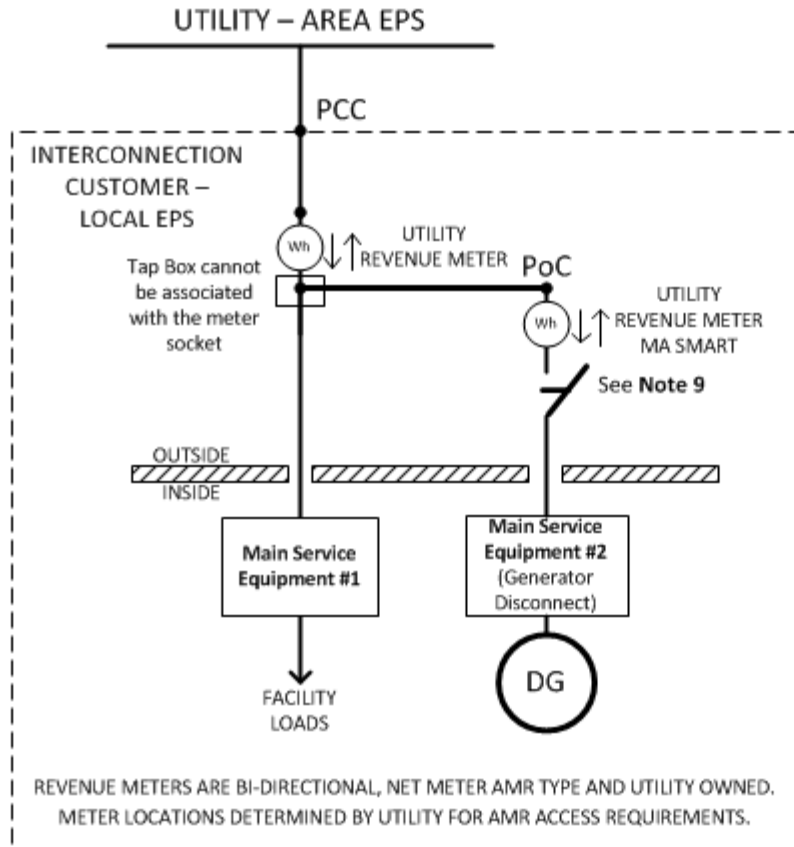 UTILITY – AREA EPS
PCC
INTERCONNECTION
CUSTOMER –
LOCAL EPS
Wh
UTILITY
REVENUE METER
Tap Box cannot
be associated
with the meter
socket
PoC
Wh
UTILITY
REVENUE METER
MA SMART
See Note 9
OUTSIDE
INSIDE
Main Service
Equipment #1
Main Service
Equipment #2
(Generator
Disconnect)
FACILITY
LOADS
DG
REVENUE METERS ARE BI-DIRECTIONAL, NET METER AMR TYPE AND UTILITY OWNED.
METER LOCATIONS DETERMINED BY UTILITY FOR AMR ACCESS REQUIREMENTS.